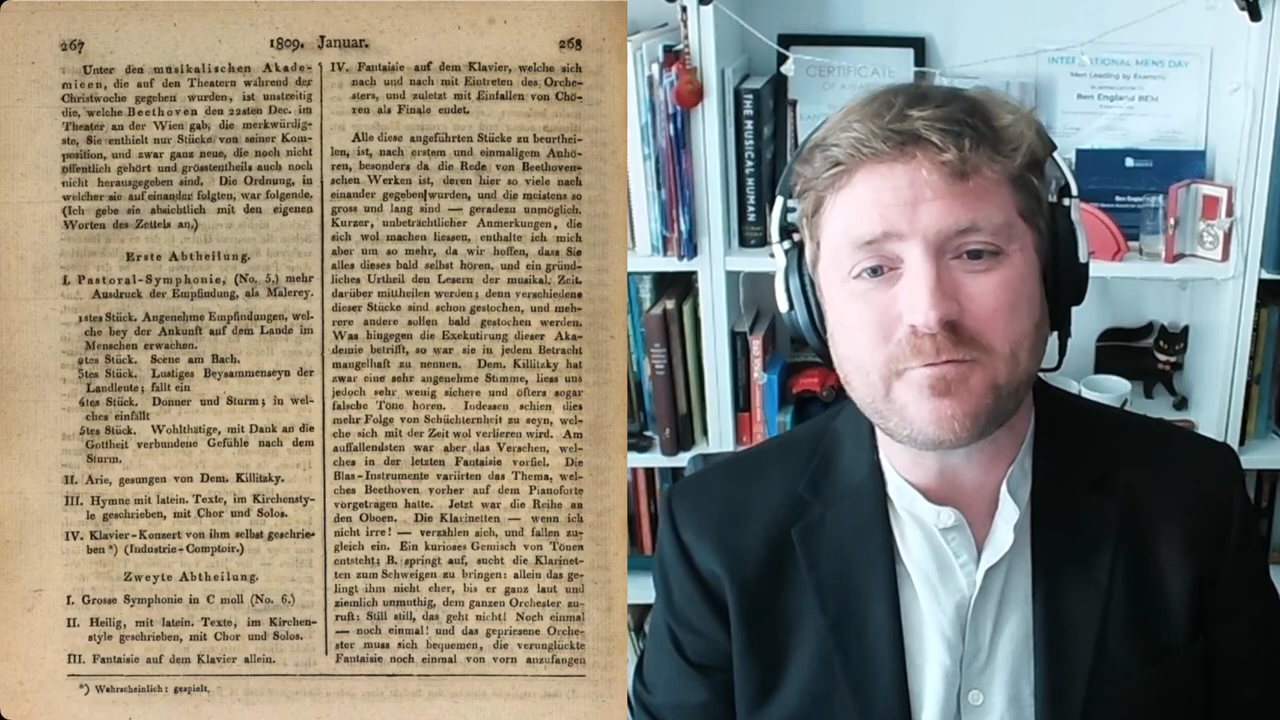 267
1809. Januar.
268
Unter den musikalischen Akade-
mieen, die auf den Theatern während der
Christwoche gegeben wurden, ist unstreitig
die, welche Beethoven den 22sten Dec. im
Theater an der Wien gab, die merkwürdig-
ste. Sie enthielt nur Stücke von seiner Kom-
position, und zwar ganz neue, die noch nicht
öffentlich gehört und grösstentheils auch noch
nicht herausgegeben sind. Die Ordnung, in
welcher sie auf einander folgten, war folgende.
(Ich gebe sie absichtlich mit den eigenen
Worten des Zettels an.)
Erste Abtheilung.
I. Pastoral-Symphonie, (No. 5.) mehr
Ausdruck der Empfindung, als Malerey.
1stes Stück. Angenehme Empfindungen, wel-
che bey der Ankunft auf dem Lande im
Menschen erwachen.
2tes Stück. Scene am Bach.
3tes Stück. Lustiges Beysammenseyn der
Landleute; fallt ein
4tes Stück. Donner und Sturm; in wel-
ches einfällt
5tes Stück. Wohlthätige, mit Dank an die
Gottheit verbundene Gefühle nach dem
Sturm.
II. Arie, gesungen von Dem. Killitzky.
III. Hymne mit latein. Texte, im Kirchensty-
le geschrieben, mit Chor und Solos.
IV. Klavier-Konzert von ihm selbst geschrie-
ben *) (Industrie-Comptoir.)
Zweyte Abtheilung.
I. Grosse Symphonie in C moll (No. 6.)
II. Heilig, mit latein. Texte, im Kirchen-
style geschrieben, mit Chor und Solos.
III. Fantaisie auf dem Klavier allein.
*) Wahrscheinlich: gespielt.
IV. Fantaisie auf dem Klavier, welche sich
nach und nach mit Eintreten des Orche-
sters, und zuletzt mit Einfallen von Chö-
ren als Finale endet.
Alle diese angeführten Stücke zu beurthei-
len, ist, nach erstem und einmaligem Anhö-
ren, besonders da die Rede von Beethoven-
schen Werken ist, deren hier so viele nach
einander gegeben wurden, und die meistens so
gross und lang sind — geradezu unmöglich.
Kurzer, unbeträchtlicher Anmerkungen, die
sich wol machen liessen, enthalte ich mich
aber um so mehr, da wir hoffen, dass Sie
alles dieses bald selbst hören, und ein gründ-
liches Urtheil den Lesern der musikal. Zeit.
darüber mittheilen werden; denn verschiedene
dieser Stücke sind schon gestochen, und meh-
rere andere sollen bald gestochen werden.
Was hingegen die Exekutirung dieser Aka-
demie betrifft, so war sie in jedem Betracht
mangelhaft zu nennen. Dem. Killitzky hat
zwar eine sehr angenehme Stimme, liess uns
jedoch sehr wenig sichere und öfters sogar
falsche Töne horen. Indessen schien dies
mehr Folge von Schüchternheit zu seyn, wel-
che sich mit der Zeit wol verlieren wird. Am
auffallendsten war aber das Versehen, wel-
ches in der letzten Fantaisie vorfiel. Die
Blas-Instrumente variirten das Thema, wel-
ches Beethoven vorher auf dem Pianoforte
vorgetragen hatte. Jetzt war die Reihe an
den Oboen. Die Klarinetten — wenn ich
nicht irre! — verzählen sich, und fallen zu-
gleich ein. Ein kurioses Gemisch von Tönen
entsteht; B. springt auf, sucht die Klarinet-
ten zum Schweigen zu bringen: allein das ge-
lingt ihm nicht eher, bis er ganz laut und
ziemlich unmuthig, dem ganzen Orchester zu-
ruft: Still still, das geht nicht! Noch einmal
— noch einmal! und das gepriesene Orche-
ster muss sich bequemen, die verunglückte
Fantaisie noch einmal von vorn anzufangen
THE MUSICAL HUMAN
CERTIFICATE
INTERNATIONAL MENS DAY
Men Leading by Example
Ben England BEM